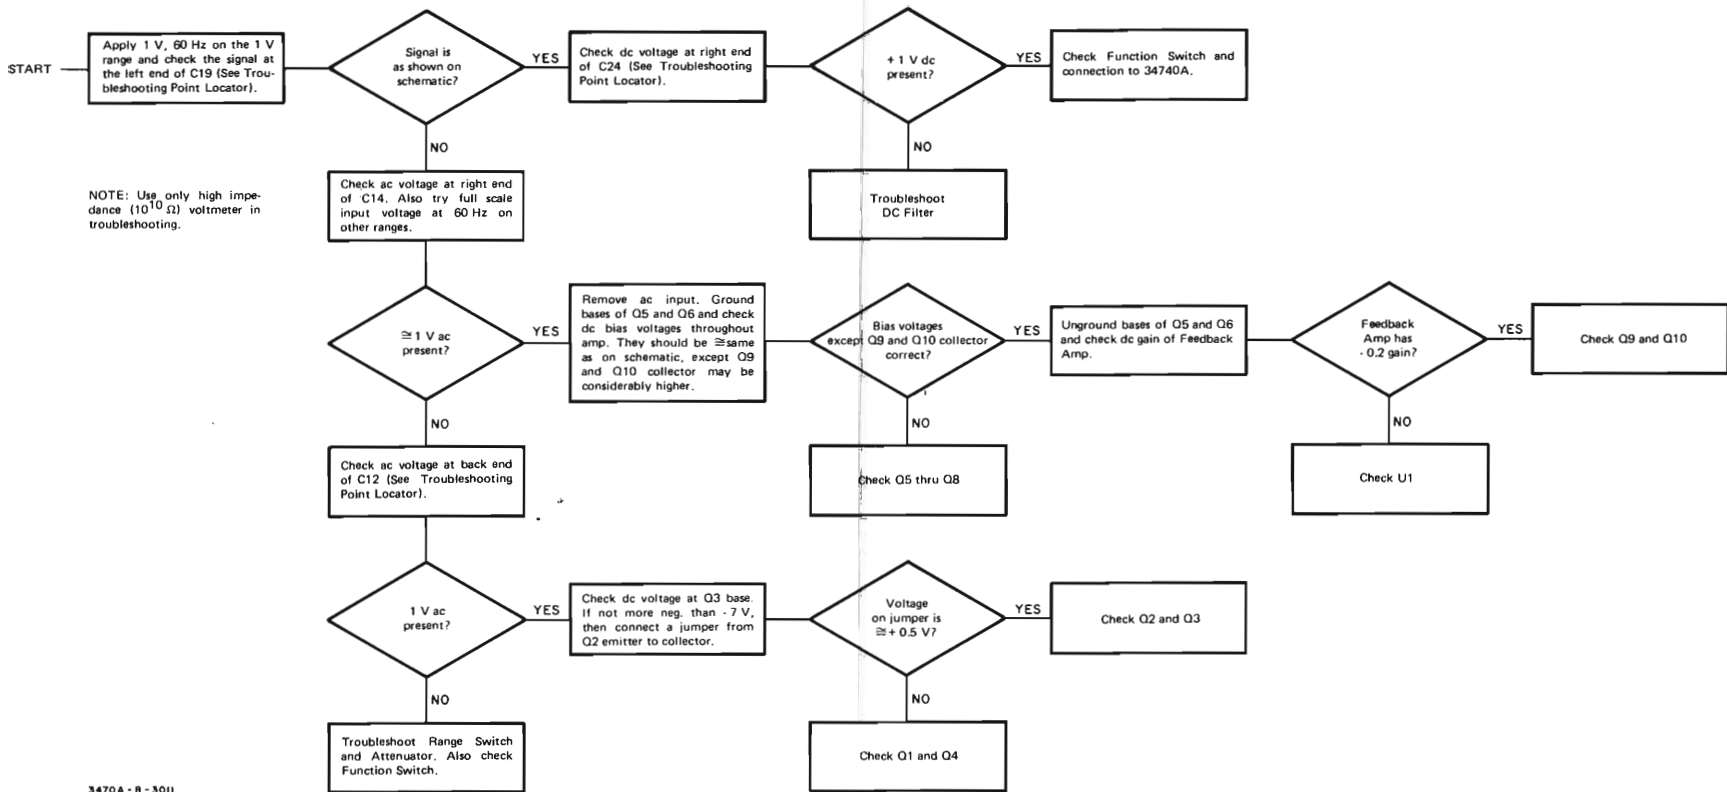 START
Apply 1 V, 60 Hz on the 1 V
range and check the signal at
the left end of C19 (See Trou-
bleshooting Point Locator).
Signal is
as shown on
schematic?
YES
Check dc voltage at right end
of C24 (See Troubleshooting
Point Locator).
+ 1 V dc
present?
YES
Check Function Switch and
connection to 34740A.
NO
NO
NOTE: Use only high impe-
dance (10^10 Ω) voltmeter in
troubleshooting.
Check ac voltage at right end
of C14. Also try full scale
input voltage at 60 Hz on
other ranges.
Troubleshoot
DC Filter
≅ 1 V ac
present?
YES
Remove ac input. Ground
bases of Q5 and Q6 and check
dc bias voltages throughout
amp. They should be ≅same
as on schematic, except Q9
and Q10 collector may be
considerably higher.
Bias voltages
except Q9 and Q10 collector
correct?
YES
Unground bases of Q5 and Q6
and check dc gain of Feedback
Amp.
Feedback
Amp has
- 0.2 gain?
YES
Check Q9 and Q10
NO
NO
NO
Check ac voltage at back end
of C12 (See Troubleshooting
Point Locator).
Check Q5 thru Q8
Check U1
1 V ac
present?
YES
Check dc voltage at Q3 base.
If not more neg. than - 7 V,
then connect a jumper from
Q2 emitter to collector.
Voltage
on jumper is
≅+ 0.5 V?
YES
Check Q2 and Q3
NO
NO
Troubleshoot Range Switch
and Attenuator. Also check
Function Switch.
Check Q1 and Q4
3470A - B - 3011